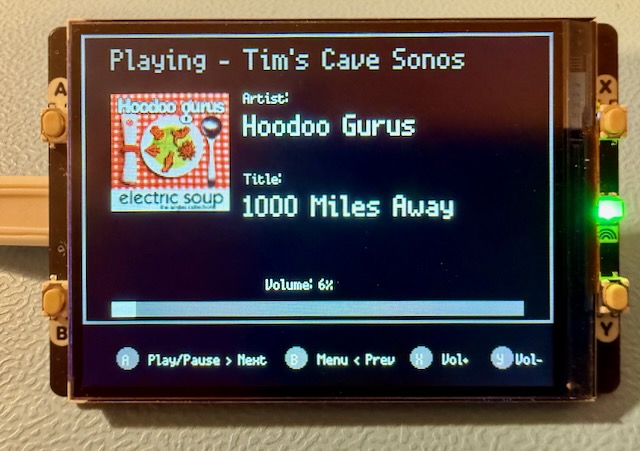 Playing - Tim's Cave Sonos
A
X
Hoodoo gurus
electric soup
Artist:
Hoodoo Gurus
Title:
1000 Miles Away
Volume: 6%
B
Y
A Play/Pause > Next B Menu < Prev X Vol+ Y Vol-